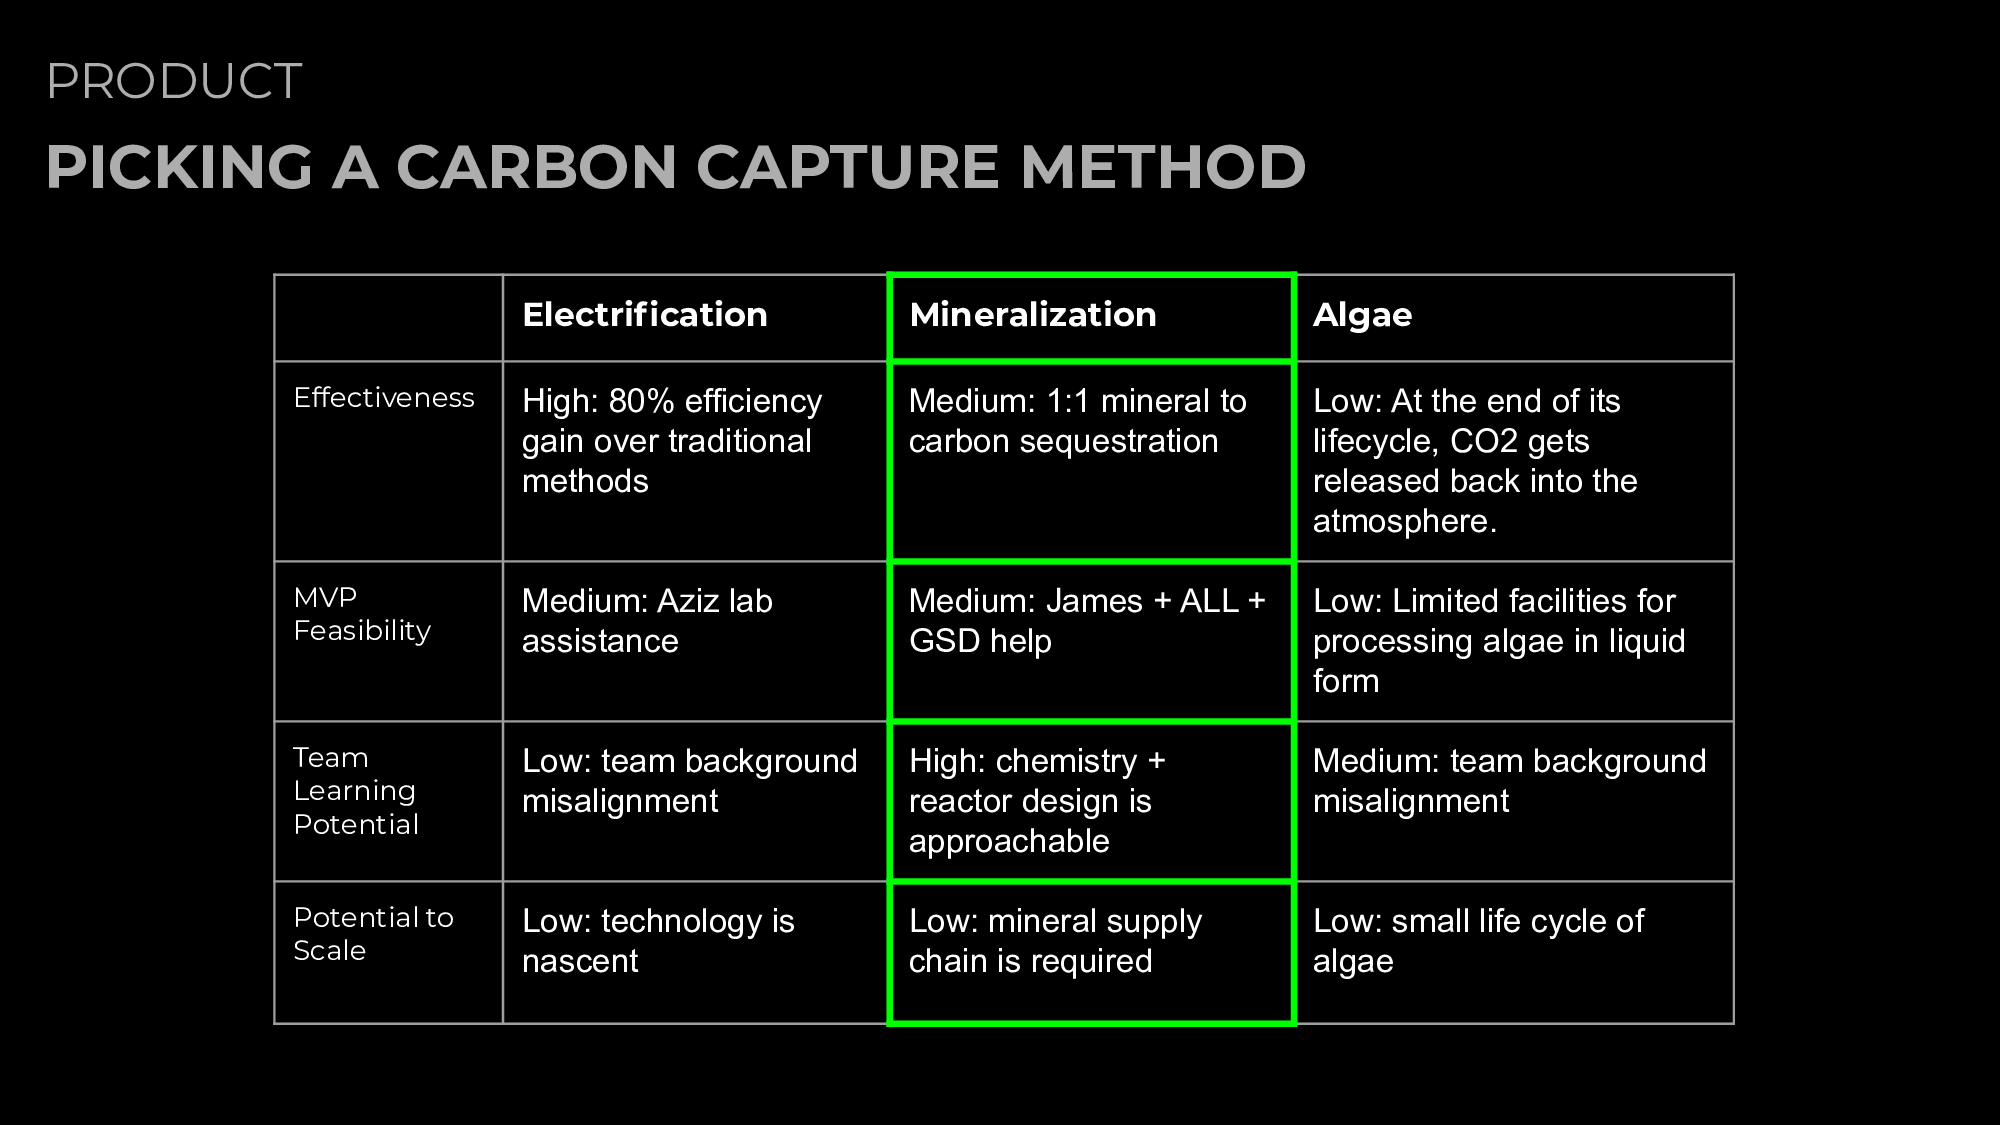 PRODUCT
PICKING A CARBON CAPTURE METHOD
Electrification
Mineralization
Algae
Effectiveness
High: 80% efficiency
gain over traditional
methods
Medium: 1:1 mineral to
carbon sequestration
Low: At the end of its
lifecycle, CO2 gets
released back into the
atmosphere.
MVP
Feasibility
Medium: Aziz lab
assistance
Medium: James + ALL +
GSD help
Low: Limited facilities for
processing algae in liquid
form
Team
Learning
Potential
Low: team background
misalignment
High: chemistry +
reactor design is
approachable
Medium: team background
misalignment
Potential to
Scale
Low: technology is
nascent
Low: mineral supply
chain is required
Low: small life cycle of
algae